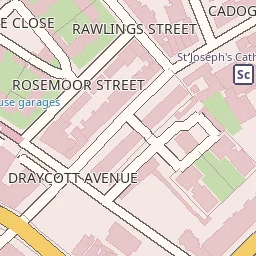 CADOG
E CLOSE
RAWLINGS STREET
St Joseph's Cath
Sc
ROSEMOOR STREET
use garages
DRAYCOTT AVENUE